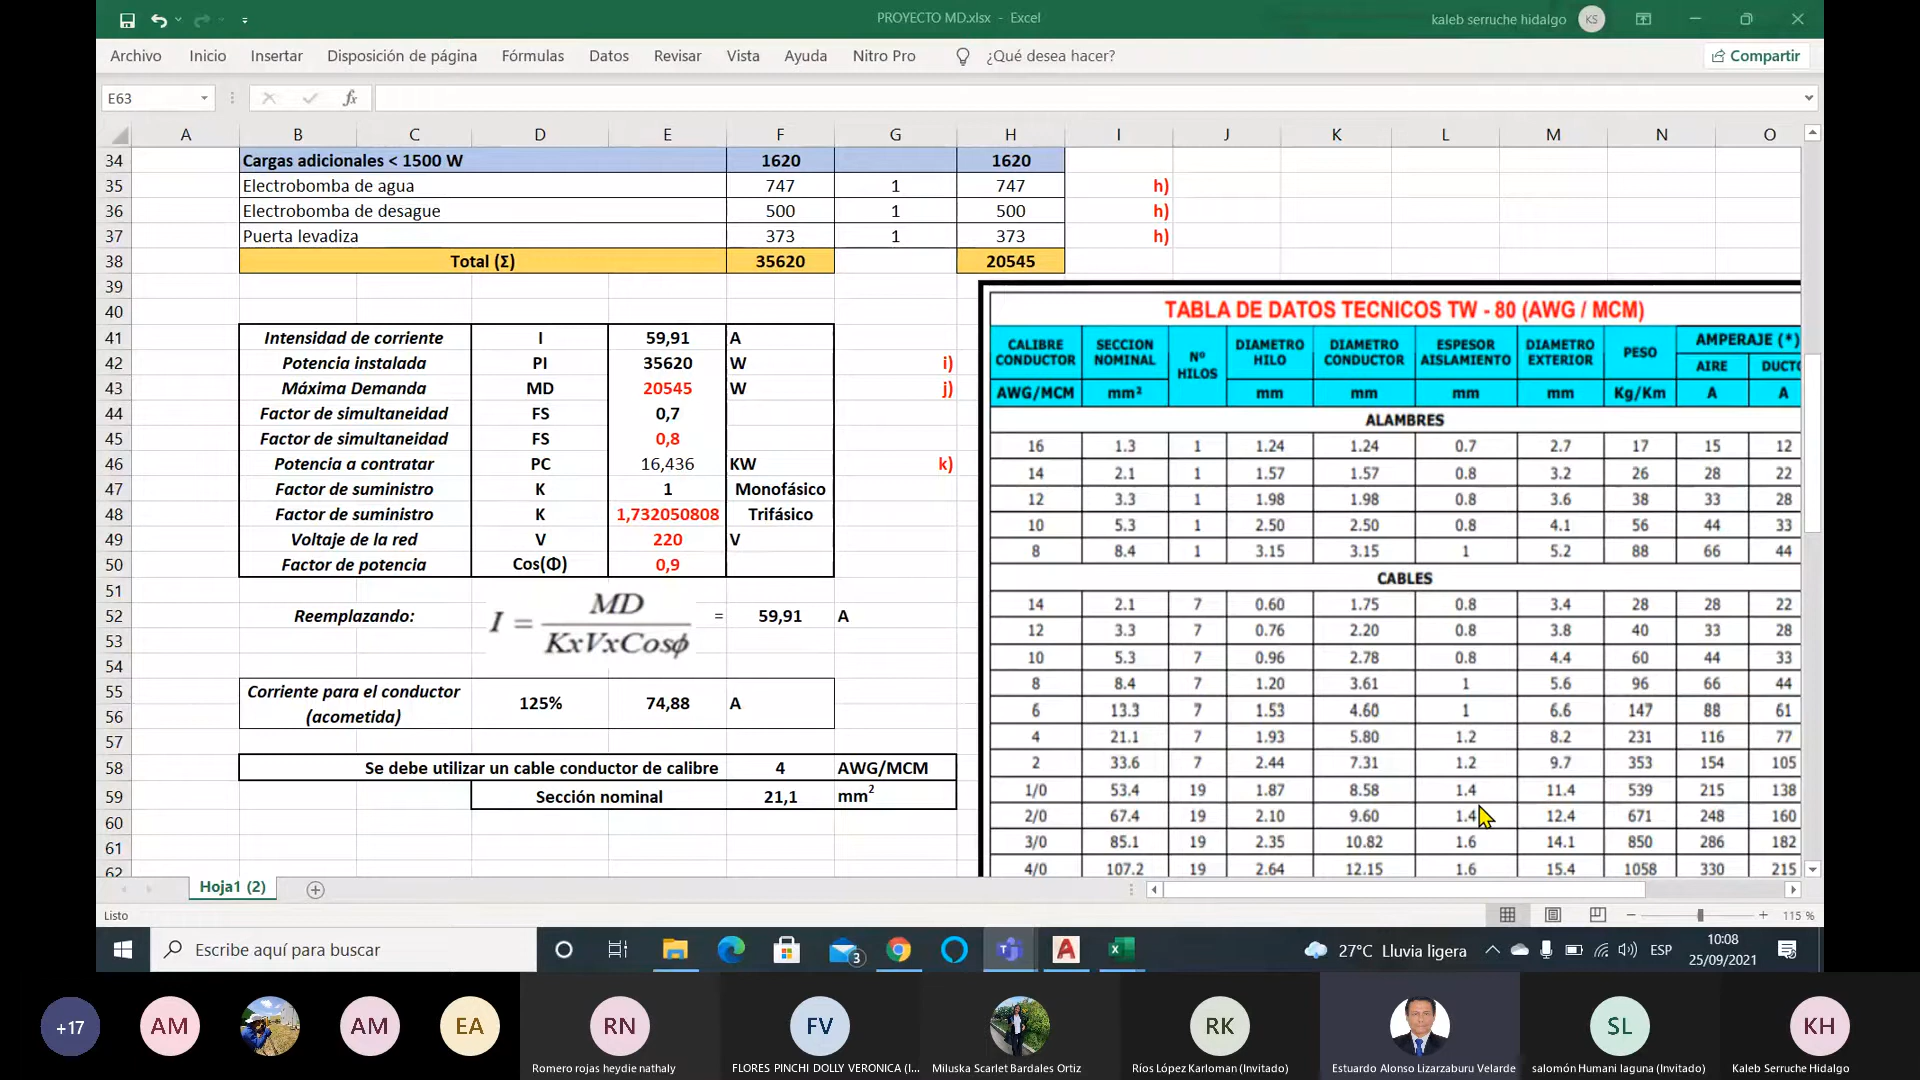 PROYECTO MD.xlsx - Excel
kaleb serruche hidalgo KS
Archivo Inicio Insertar Disposición de página Fórmulas Datos Revisar Vista Ayuda Nitro Pro ¿Qué desea hacer? Compartir
E63 fx
A B C D E F G H I J K L M N O
34 Cargas adicionales < 1500 W 1620 1620
35 Electrobomba de agua 747 1 747 h)
36 Electrobomba de desague 500 1 500 h)
37 Puerta levadiza 373 1 373 h)
38 Total (Σ) 35620 20545
39
40
41 Intensidad de corriente I 59,91 A
42 Potencia instalada PI 35620 W i)
43 Máxima Demanda MD 20545 W j)
44 Factor de simultaneidad FS 0,7
45 Factor de simultaneidad FS 0,8
46 Potencia a contratar PC 16,436 KW k)
47 Factor de suministro K 1 Monofásico
48 Factor de suministro K 1,732050808 Trifásico
49 Voltaje de la red V 220 V
50 Factor de potencia Cos(Φ) 0,9
51
52 Reemplazando: I = MD / KxVxCosϕ = 59,91 A
53
54
55 Corriente para el conductor 125% 74,88 A
56 (acometida)
57
58 Se debe utilizar un cable conductor de calibre 4 AWG/MCM
59 Sección nominal 21,1 mm²
60
61
62
TABLA DE DATOS TECNICOS TW - 80 (AWG / MCM)
CALIBRE CONDUCTOR SECCION NOMINAL Nº HILOS DIAMETRO HILO DIAMETRO CONDUCTOR ESPESOR AISLAMIENTO DIAMETRO EXTERIOR PESO AMPERAJE (*)
AIRE DUCTO
AWG/MCM mm² mm mm mm mm Kg/Km A A
ALAMBRES
16 1.3 1 1.24 1.24 0.7 2.7 17 15 12
14 2.1 1 1.57 1.57 0.8 3.2 26 28 22
12 3.3 1 1.98 1.98 0.8 3.6 38 33 28
10 5.3 1 2.50 2.50 0.8 4.1 56 44 33
8 8.4 1 3.15 3.15 1 5.2 88 66 44
CABLES
14 2.1 7 0.60 1.75 0.8 3.4 28 28 22
12 3.3 7 0.76 2.20 0.8 3.8 40 33 28
10 5.3 7 0.96 2.78 0.8 4.4 60 44 33
8 8.4 7 1.20 3.61 1 5.6 96 66 44
6 13.3 7 1.53 4.60 1 6.6 147 88 61
4 21.1 7 1.93 5.80 1.2 8.2 231 116 77
2 33.6 7 2.44 7.31 1.2 9.7 353 154 105
1/0 53.4 19 1.87 8.58 1.4 11.4 539 215 138
2/0 67.4 19 2.10 9.60 1.4 12.4 671 248 160
3/0 85.1 19 2.35 10.82 1.6 14.1 850 286 182
4/0 107.2 19 2.64 12.15 1.6 15.4 1058 330 215
Hoja1 (2)
Listo 115 %
Escribe aquí para buscar 3 27°C Lluvia ligera ESP 10:08
25/09/2021
+17 AM AM EA RN FV RK SL KH
Romero rojas heydie nathaly FLORES PINCHI DOLLY VERONICA (I... Miluska Scarlet Bardales Ortiz Ríos López Karloman (Invitado) Estuardo Alonso Lizarzaburu Velarde salomón Humani laguna (Invitado) Kaleb Serruche Hidalgo